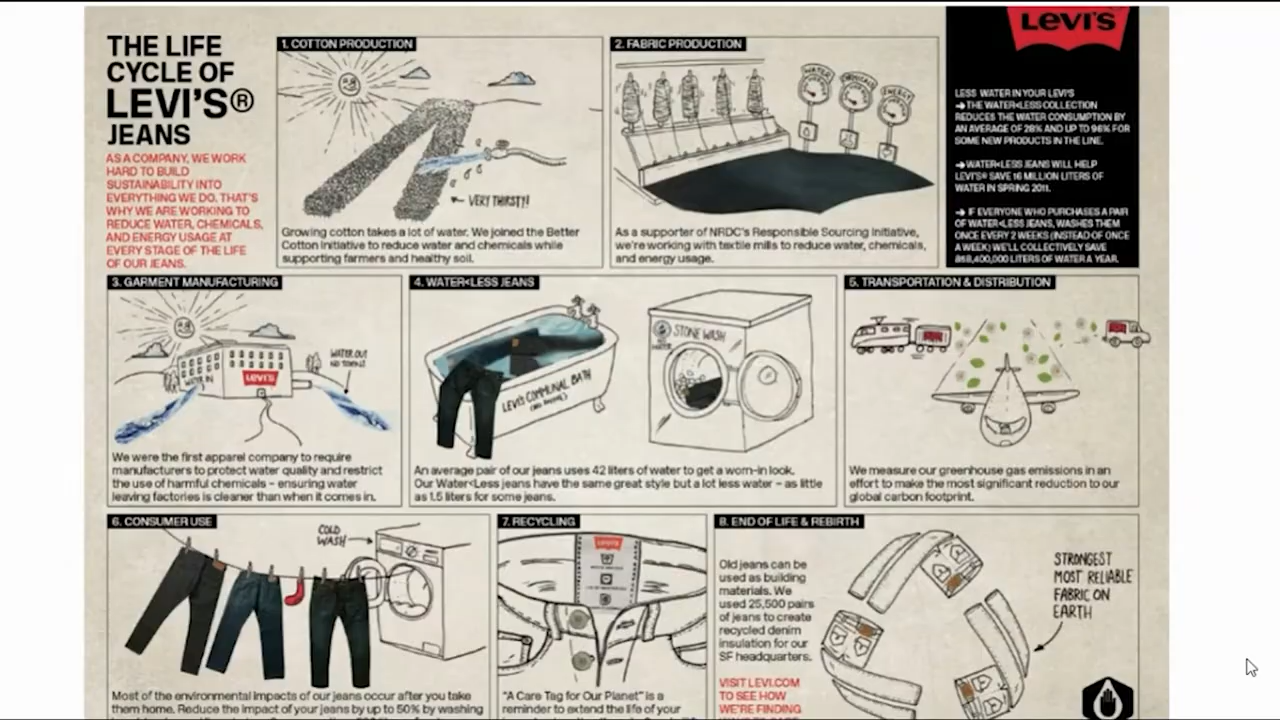 THE LIFE
CYCLE OF
LEVI'S®
JEANS
AS A COMPANY, WE WORK
HARD TO BUILD
SUSTAINABILITY INTO
EVERYTHING WE DO. THAT'S
WHY WE ARE WORKING TO
REDUCE WATER, CHEMICALS,
AND ENERGY USAGE AT
EVERY STAGE OF THE LIFE
OF OUR JEANS.
1. COTTON PRODUCTION
VERY THIRSTY!
Growing cotton takes a lot of water. We joined the Better
Cotton Initiative to reduce water and chemicals while
supporting farmers and healthy soil.
2. FABRIC PRODUCTION
WATER
CHEMICALS
ENERGY
As a supporter of NRDC's Responsible Sourcing Initiative,
we're working with textile mills to reduce water, chemicals,
and energy usage.
LEVI'S
LESS WATER IN YOUR LEVI'S
➔ THE WATER<LESS COLLECTION
REDUCES THE WATER CONSUMPTION BY
AN AVERAGE OF 28% AND UP TO 96% FOR
SOME NEW PRODUCTS IN THE LINE.
➔ WATER<LESS JEANS WILL HELP
LEVI'S® SAVE 16 MILLION LITERS OF
WATER IN SPRING 2011.
➔ IF EVERYONE WHO PURCHASES A PAIR
OF WATER<LESS JEANS, WASHES THEM
ONCE EVERY 2 WEEKS (INSTEAD OF ONCE
A WEEK) WE'LL COLLECTIVELY SAVE
868,400,000 LITERS OF WATER A YEAR.
3. GARMENT MANUFACTURING
WATER IN
LEVI'S
WATER OUT
NO TOXINS!
We were the first apparel company to require
manufacturers to protect water quality and restrict
the use of harmful chemicals – ensuring water
leaving factories is cleaner than when it comes in.
4. WATER<LESS JEANS
LEVI'S COMMUNAL BATH
STONE WASH
An average pair of our jeans uses 42 liters of water to get a worn-in look.
Our Water<Less jeans have the same great style but a lot less water – as little
as 1.5 liters for some jeans.
5. TRANSPORTATION & DISTRIBUTION
We measure our greenhouse gas emissions in an
effort to make the most significant reduction to our
global carbon footprint.
6. CONSUMER USE
COLD
WASH
Most of the environmental impacts of our jeans occur after you take
them home. Reduce the impact of your jeans by up to 50% by washing
7. RECYCLING
LEVI'S
"A Care Tag for Our Planet" is a
reminder to extend the life of your
8. END OF LIFE & REBIRTH
Old jeans can be
used as building
materials. We
used 25,500 pairs
of jeans to create
recycled denim
insulation for our
SF headquarters.
VISIT LEVI.COM
TO SEE HOW
WE'RE FINDING
STRONGEST
MOST RELIABLE
FABRIC ON
EARTH